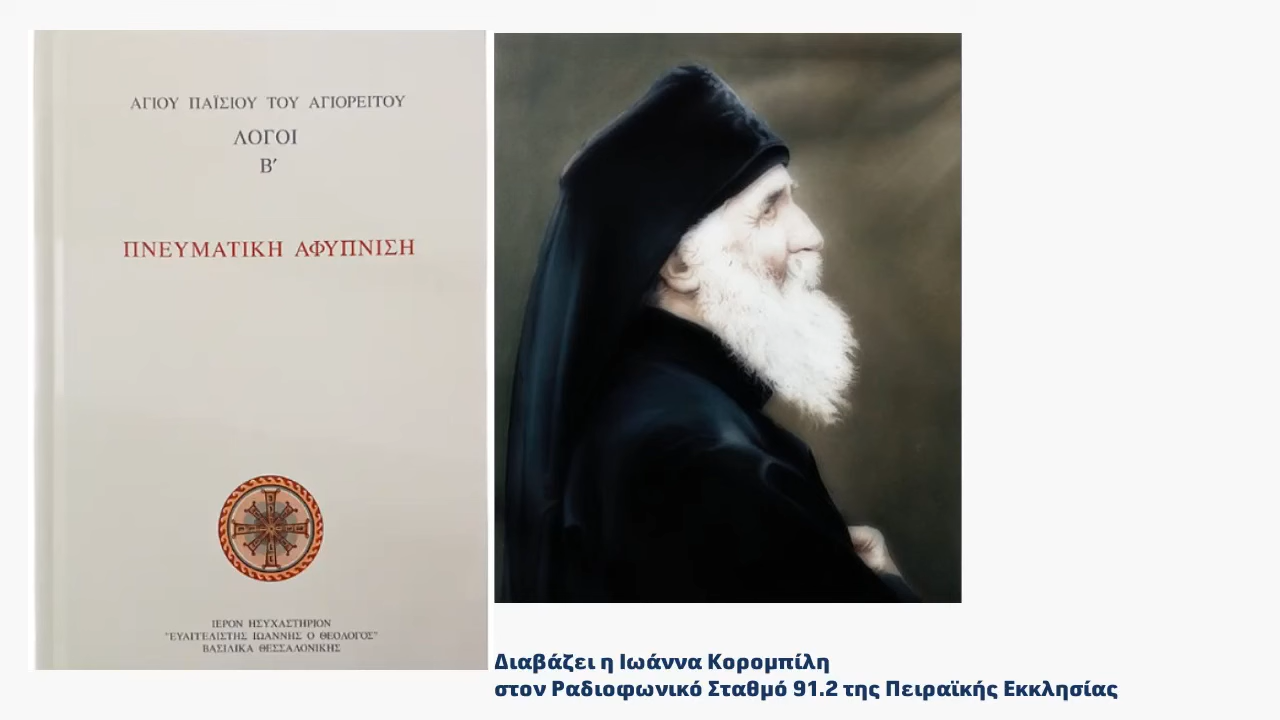 ΑΓΙΟΥ ΠΑΪΣΙΟΥ ΤΟΥ ΑΓΙΟΡΕΙΤΟΥ
ΛΟΓΟΙ
Β′
ΠΝΕΥΜΑΤΙΚΗ ΑΦΥΠΝΙΣΗ
ΙΕΡΟΝ ΗΣΥΧΑΣΤΗΡΙΟΝ
"ΕΥΑΓΓΕΛΙΣΤΗΣ ΙΩΑΝΝΗΣ Ο ΘΕΟΛΟΓΟΣ"
ΒΑΣΙΛΙΚΑ ΘΕΣΣΑΛΟΝΙΚΗΣ
Διαβάζει η Ιωάννα Κορομπίλη
στον Ραδιοφωνικό Σταθμό 91.2 της Πειραϊκής Εκκλησίας